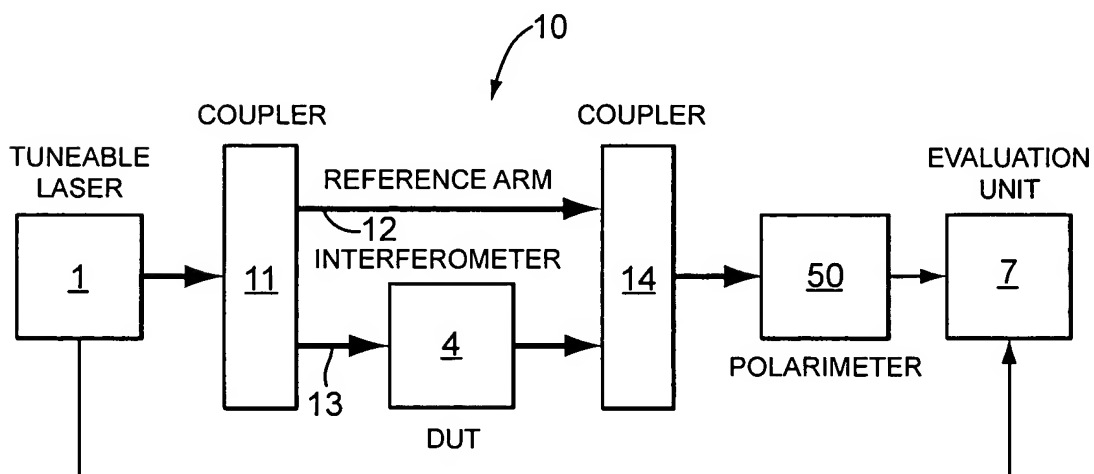 10
COUPLER
COUPLER
TUNEABLE
LASER
EVALUATION
UNIT
REFERENCE ARM
12
INTERFEROMETER
1
11
14
50
7
4
POLARIMETER
13
DUT